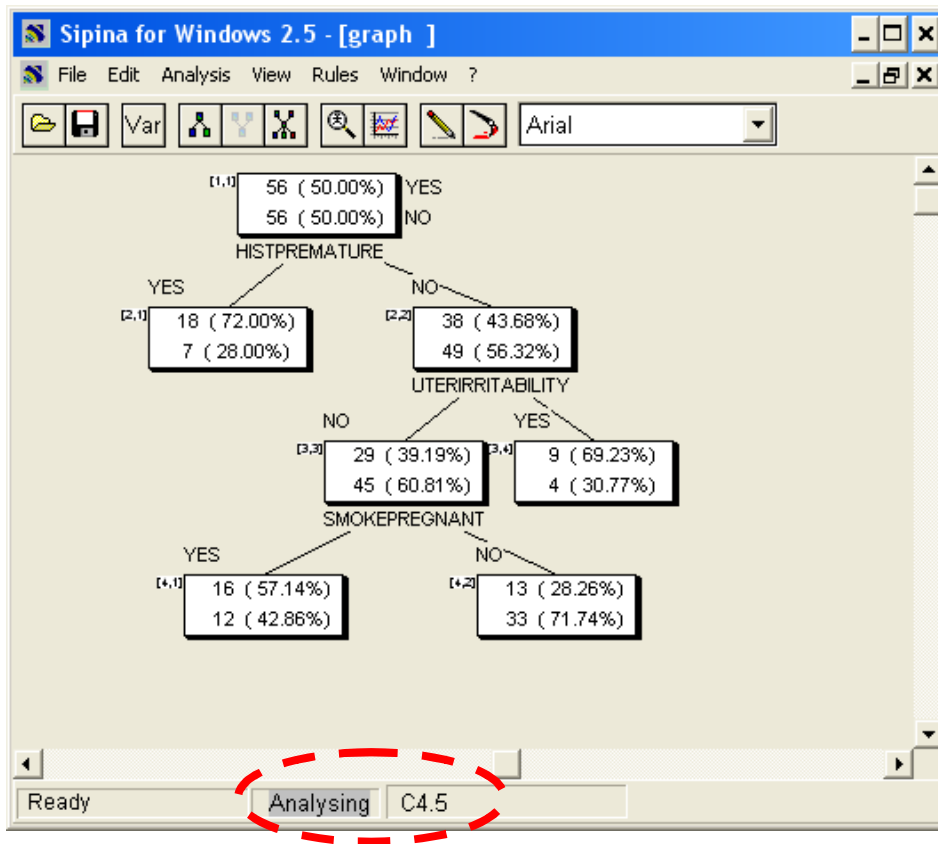 Sipina for Windows 2.5 - [graph ]
File Edit Analysis View Rules Window ?
Var
Arial
[1,1] 56 ( 50.00%) YES
56 ( 50.00%) NO
HISTPREMATURE
YES NO
[2,1] 18 ( 72.00%) [2,2] 38 ( 43.68%)
7 ( 28.00%) 49 ( 56.32%)
UTERIRRITABILITY
NO YES
[3,3] 29 ( 39.19%) [3,4] 9 ( 69.23%)
45 ( 60.81%) 4 ( 30.77%)
SMOKEPREGNANT
YES NO
[4,1] 16 ( 57.14%) [4,2] 13 ( 28.26%)
12 ( 42.86%) 33 ( 71.74%)
Ready Analysing C4.5